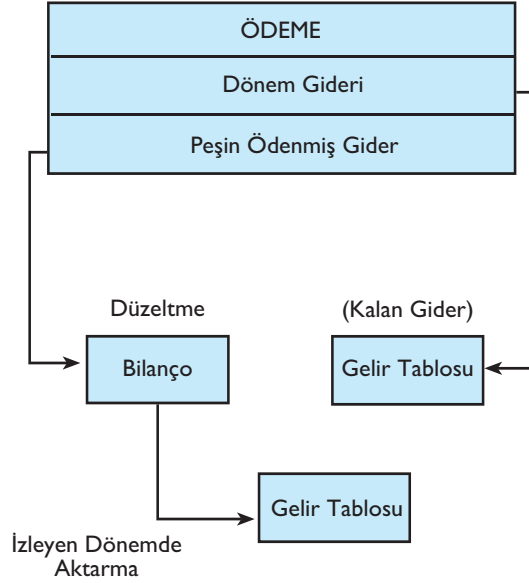 ÖDEME
Dönem Gideri
Peşin Ödenmiş Gider
Düzeltme
(Kalan Gider)
Bilanço
Gelir Tablosu
Gelir Tablosu
İzleyen Dönemde
Aktarma